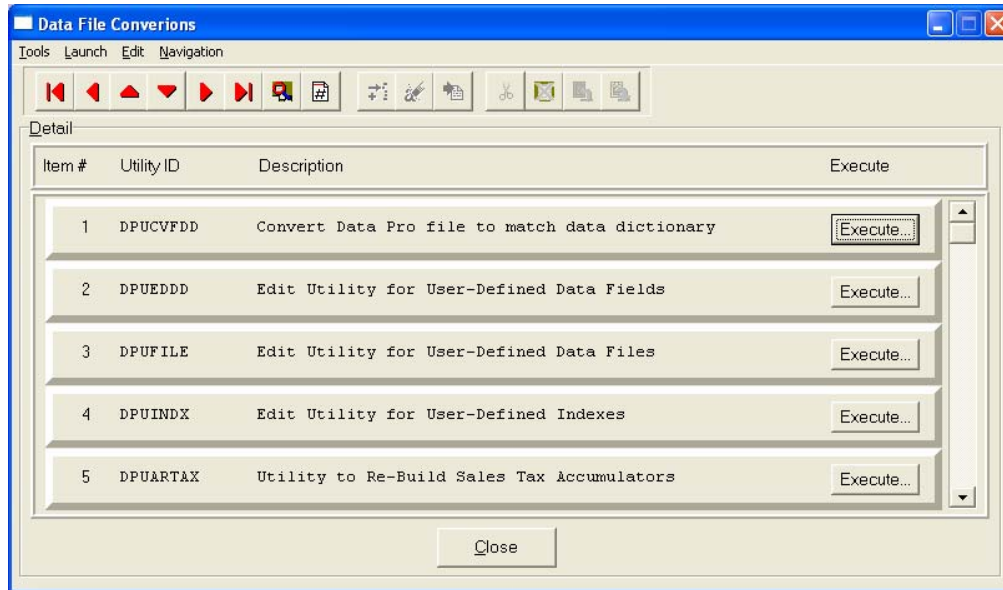 Data File Converions
Tools Launch Edit Navigation
#
Detail
Item # Utility ID Description Execute
1 DPUCVFDD Convert Data Pro file to match data dictionary Execute...
2 DPUEDDD Edit Utility for User-Defined Data Fields Execute...
3 DPUFILE Edit Utility for User-Defined Data Files Execute...
4 DPUINDX Edit Utility for User-Defined Indexes Execute...
5 DPUARTAX Utility to Re-Build Sales Tax Accumulators Execute...
Close